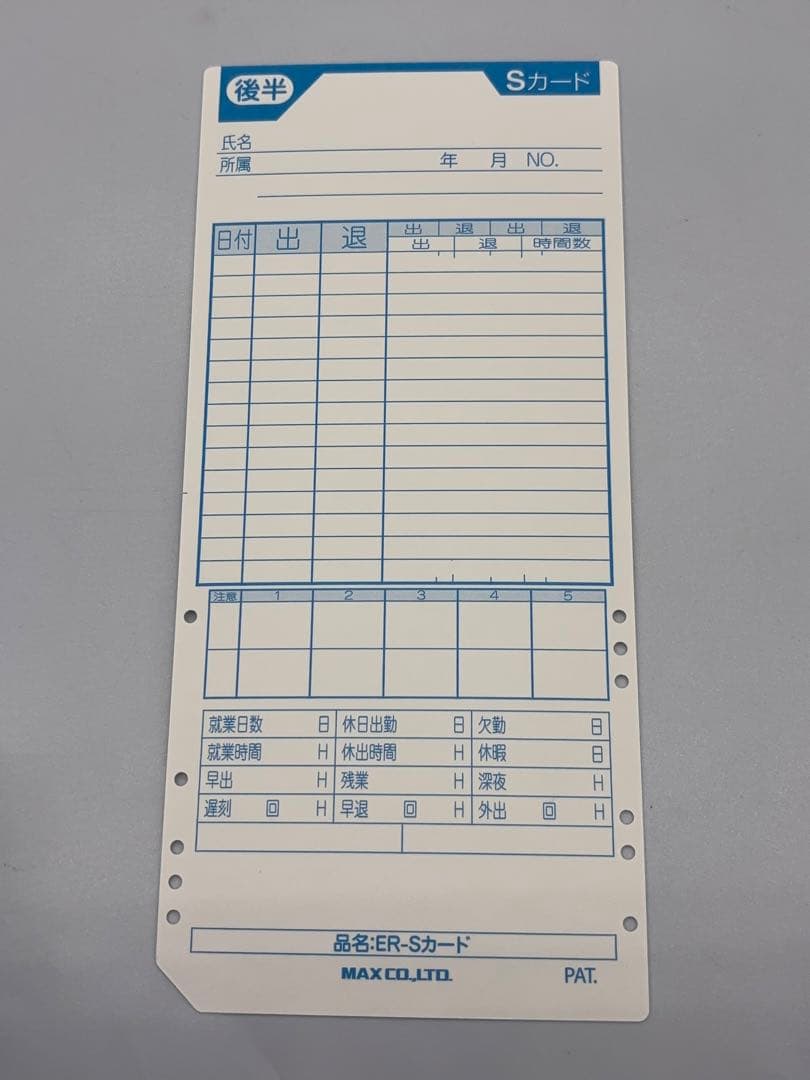 後半 Sカード
氏名
所属 年 月 NO.
日付 出 退 出 退 出 退
出 退 時間数
注意 1 2 3 4 5
就業日数 日 休日出勤 日 欠勤 日
就業時間 H 休出時間 H 休暇 日
早出 H 残業 H 深夜 H
遅刻 回 H 早退 回 H 外出 回 H
品名:ER-Sカード
MAX CO.,LTD. PAT.